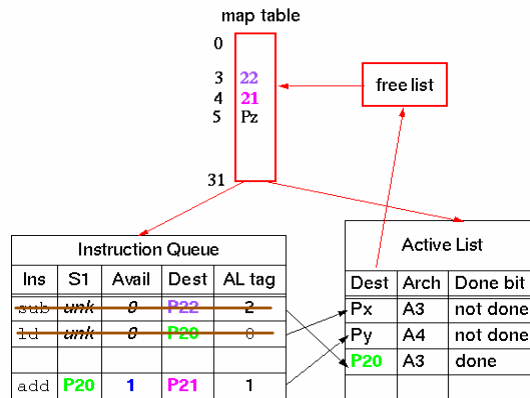 map table
0
3 22
4 21
5 Pz
31
free list
Instruction Queue
Ins S1 Avail Dest AL tag
sub unk 0 P22 2
ld unk 0 P20 0
add P20 1 P21 1
Active List
Dest Arch Done bit
Px A3 not done
Py A4 not done
P20 A3 done